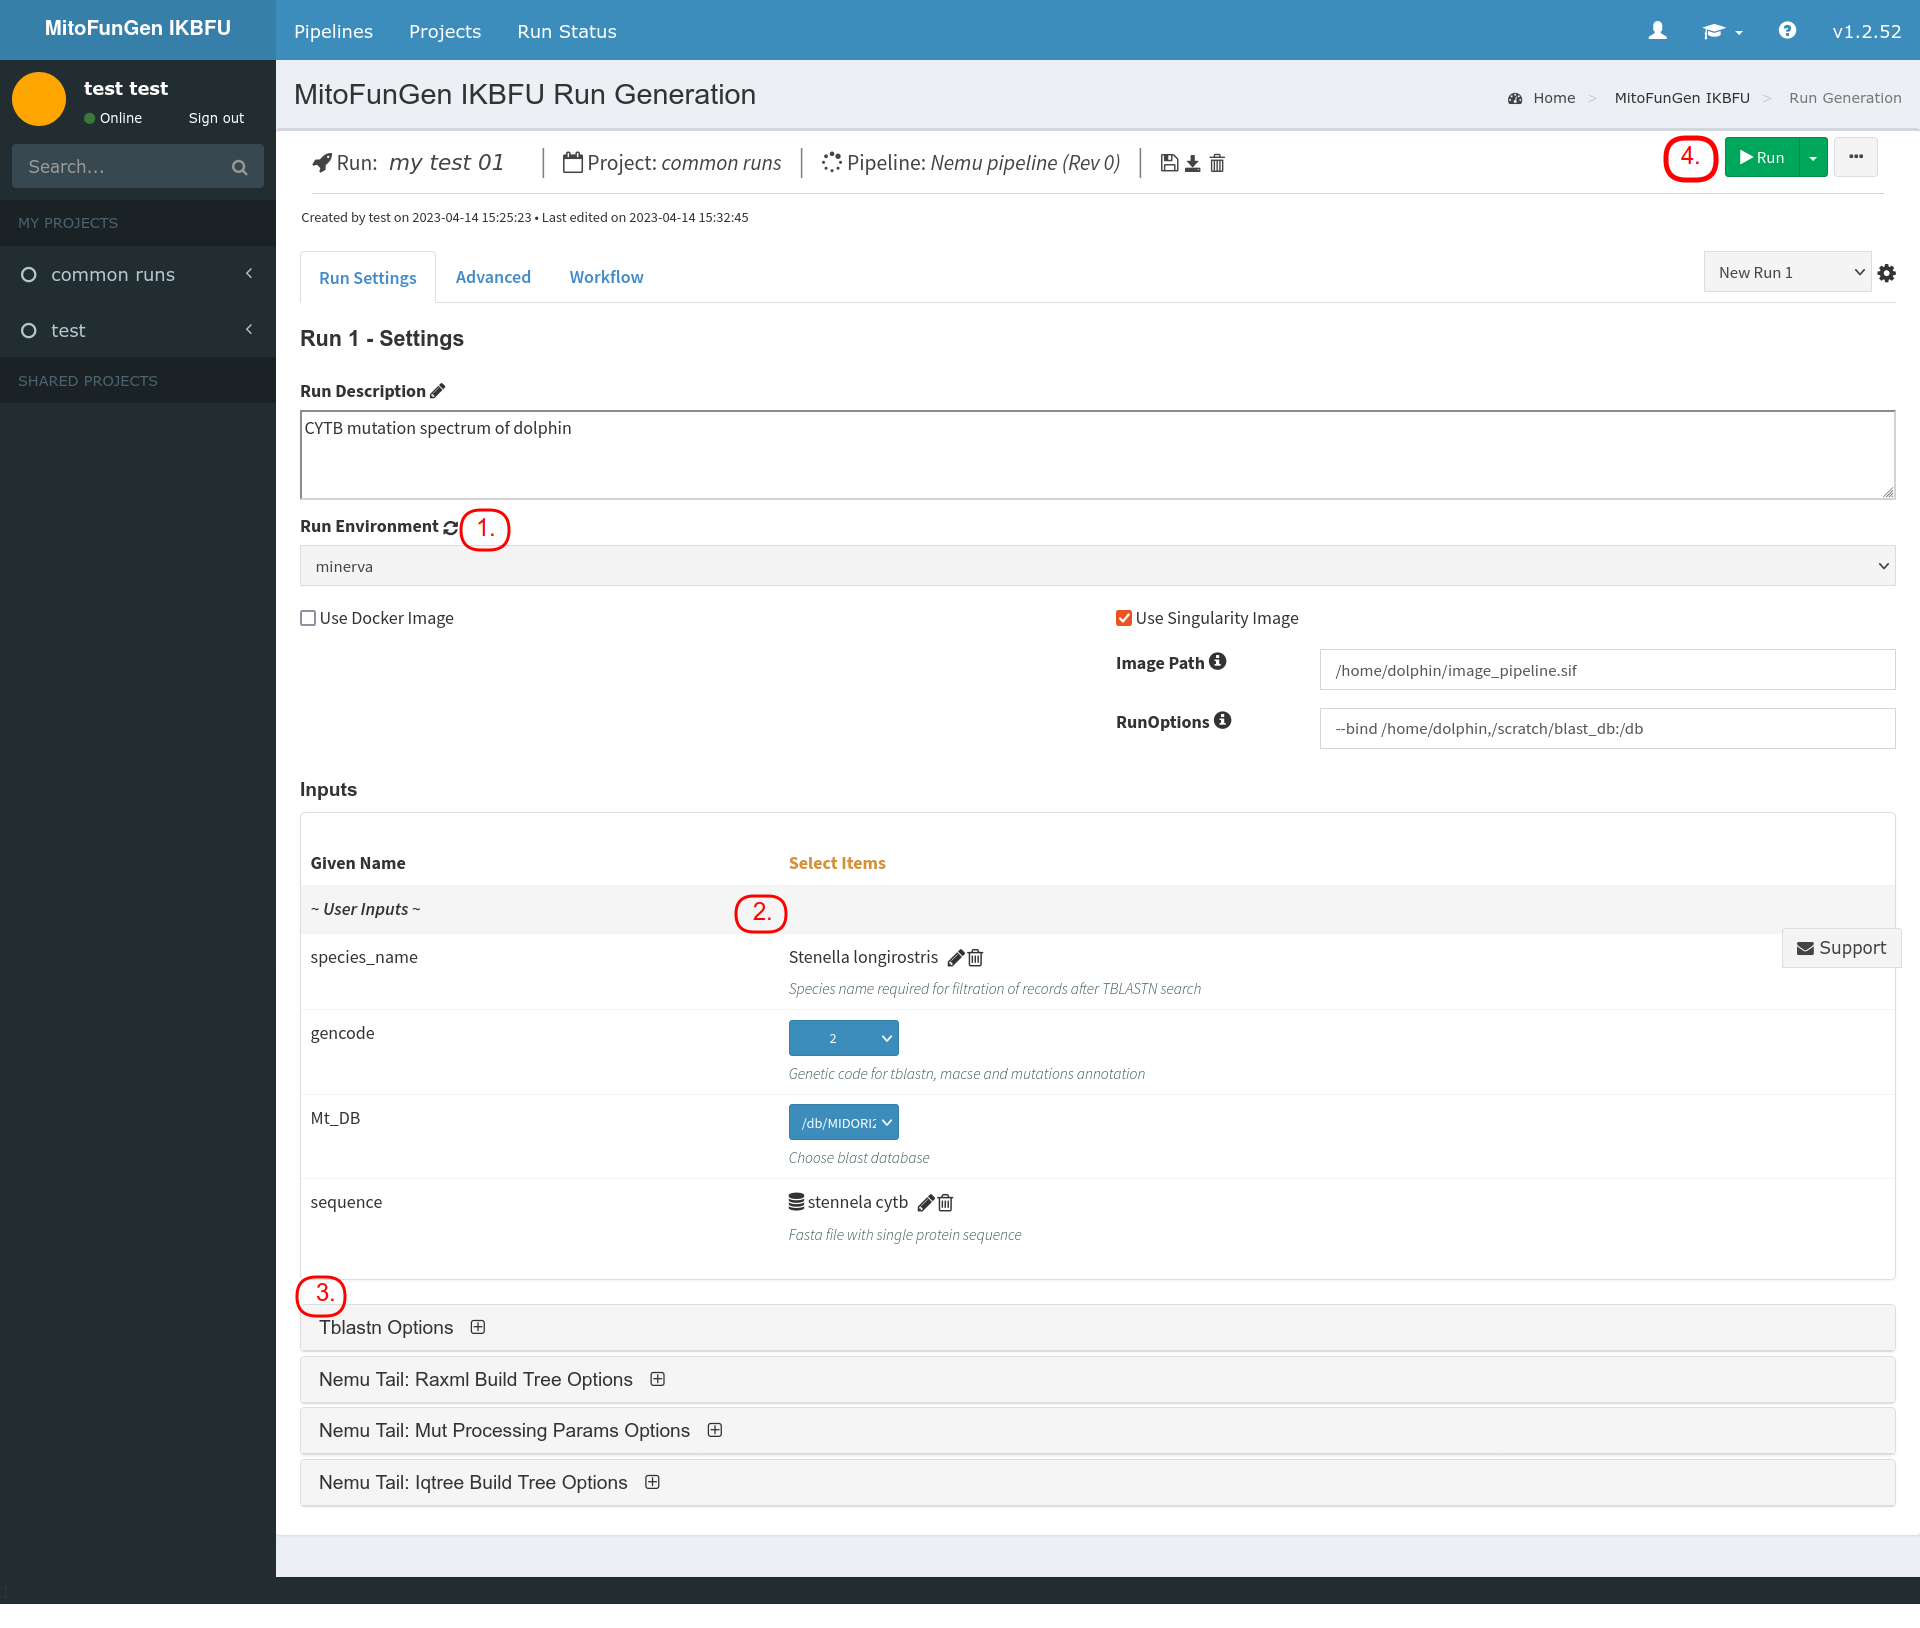 MitoFunGen IKBFU
Pipelines Projects Run Status v1.2.52
test test
Online Sign out
Search...
MY PROJECTS
common runs
test
SHARED PROJECTS
MitoFunGen IKBFU Run Generation
Home > MitoFunGen IKBFU > Run Generation
Run: my test 01 Project: common runs Pipeline: Nemu pipeline (Rev 0)
4. Run
Created by test on 2023-04-14 15:25:23 • Last edited on 2023-04-14 15:32:45
Run Settings Advanced Workflow New Run 1
Run 1 - Settings
Run Description
CYTB mutation spectrum of dolphin
Run Environment 1.
minerva
Use Docker Image Use Singularity Image
Image Path /home/dolphin/image_pipeline.sif
RunOptions --bind /home/dolphin,/scratch/blast_db:/db
Inputs
Given Name Select Items
~ User Inputs ~ 2.
species_name Stenella longirostris
Species name required for filtration of records after TBLASTN search
Support
gencode 2
Genetic code for tblastn, macse and mutations annotation
Mt_DB /db/MIDORI2
Choose blast database
sequence stennela cytb
Fasta file with single protein sequence
3.
Tblastn Options
Nemu Tail: Raxml Build Tree Options
Nemu Tail: Mut Processing Params Options
Nemu Tail: Iqtree Build Tree Options
1